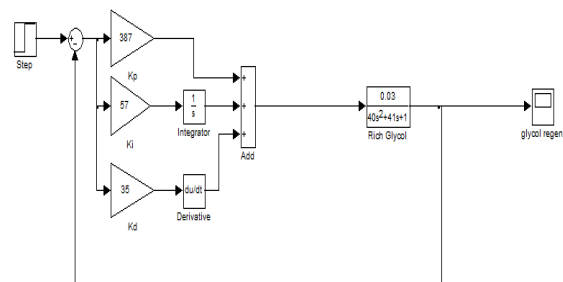 Step
+
−
387
Kp
57
Ki
1
s
Integrator
35
Kd
du/dt
Derivative
+
+
+
Add
0.03
40s²+41s+1
Rich Glycol
glycol regen